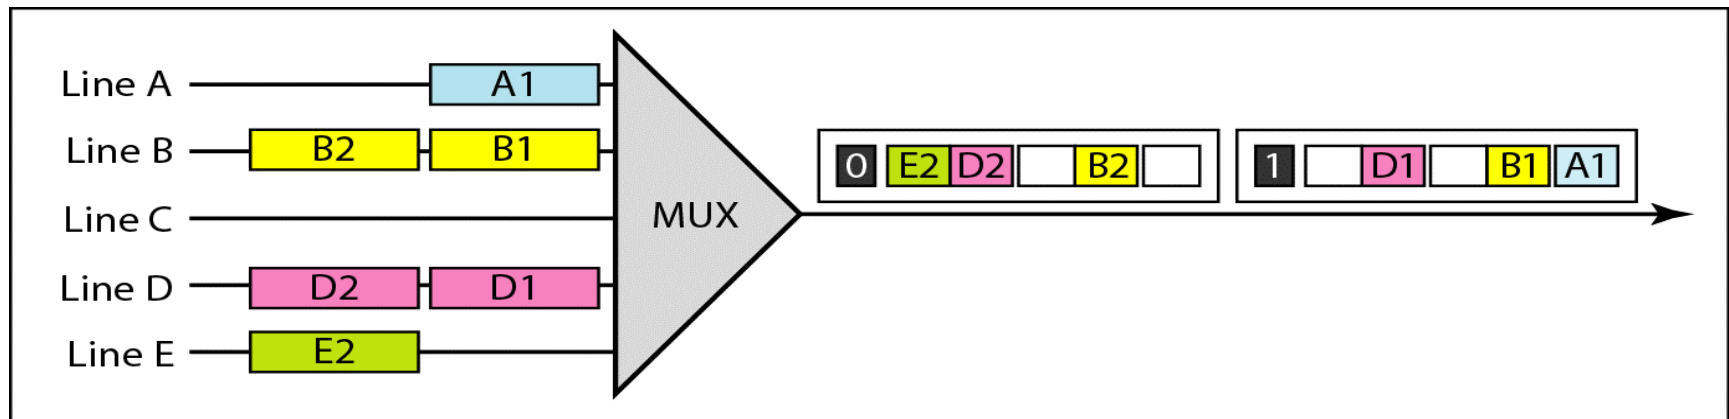 Line A A1
Line B B2 B1
Line C
Line D D2 D1
Line E E2
MUX
0 E2 D2 B2
1 D1 B1 A1